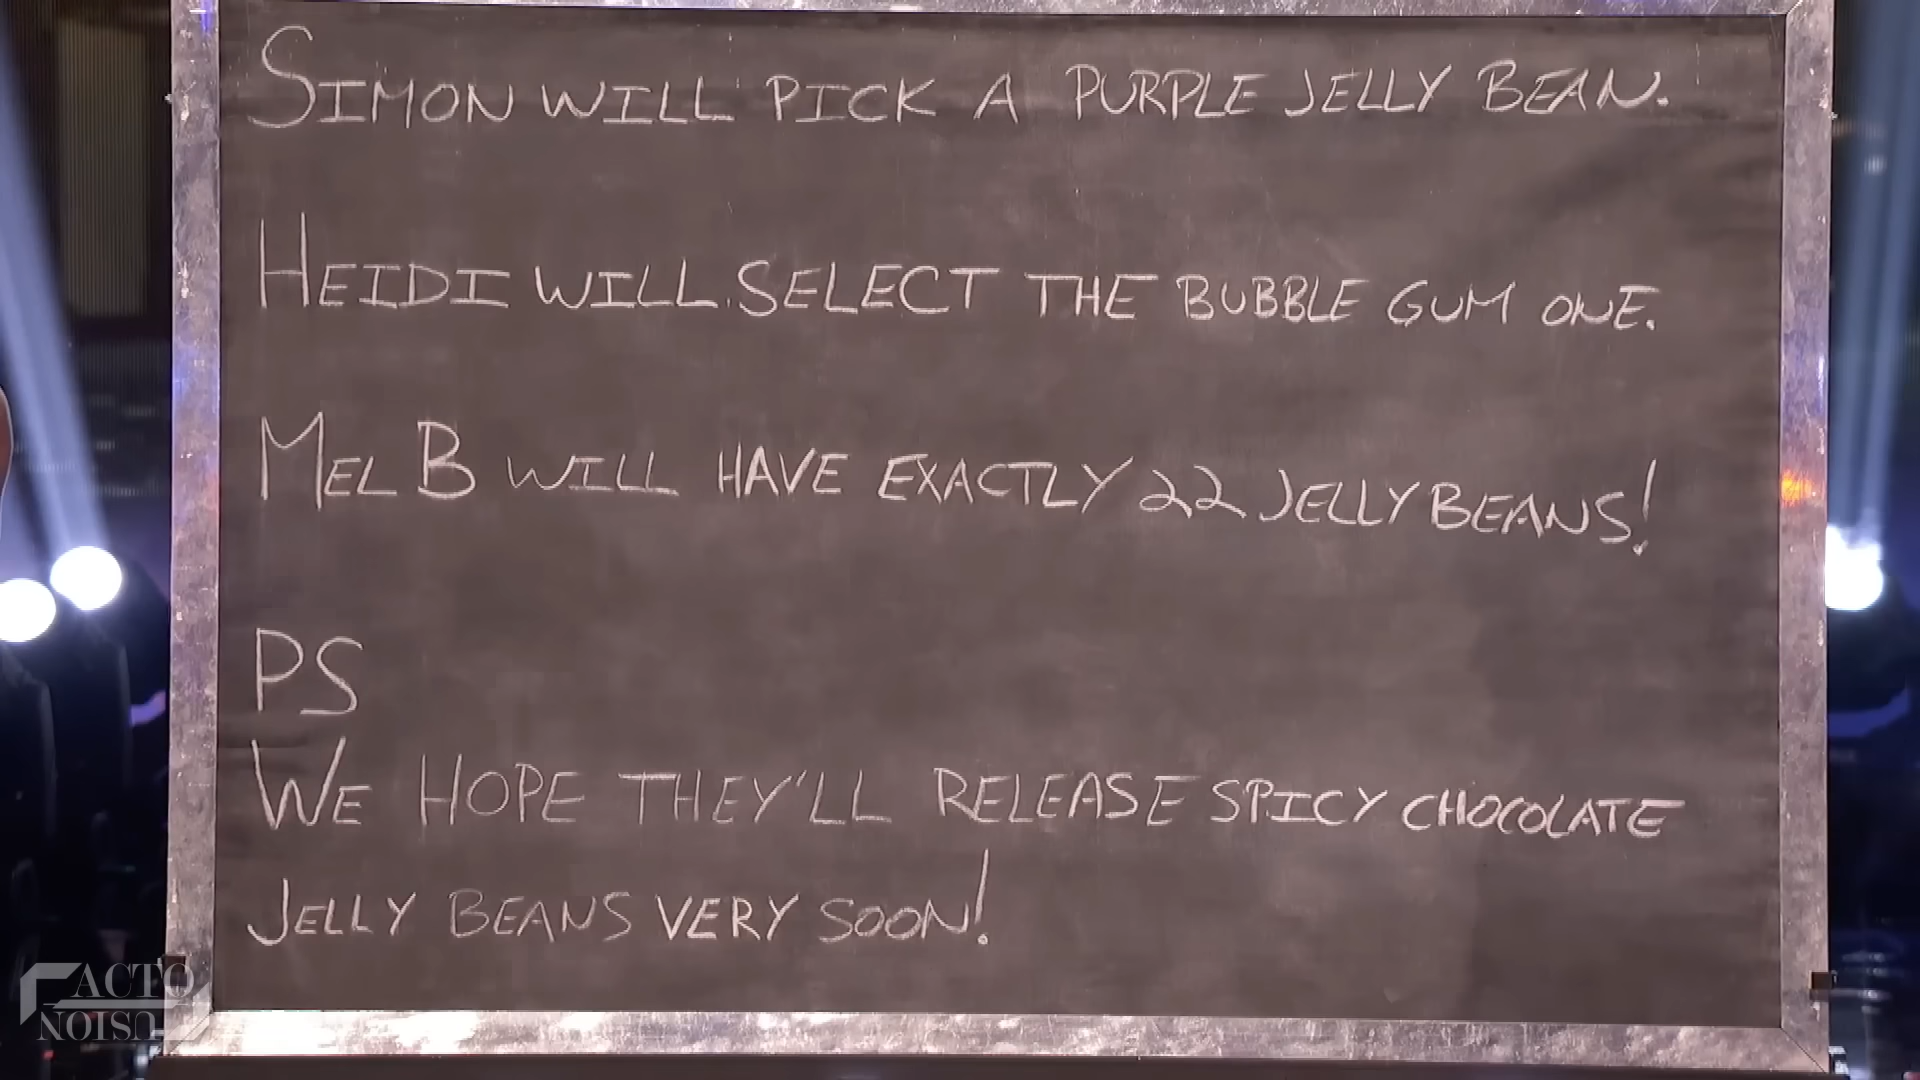 SIMON WILL PICK A PURPLE JELLY BEAN.
HEIDI WILL SELECT THE BUBBLE GUM ONE.
MEL B WILL HAVE EXACTLY 22 JELLY BEANS!
PS
WE HOPE THEY'LL RELEASE SPICY CHOCOLATE
JELLY BEANS VERY SOON!